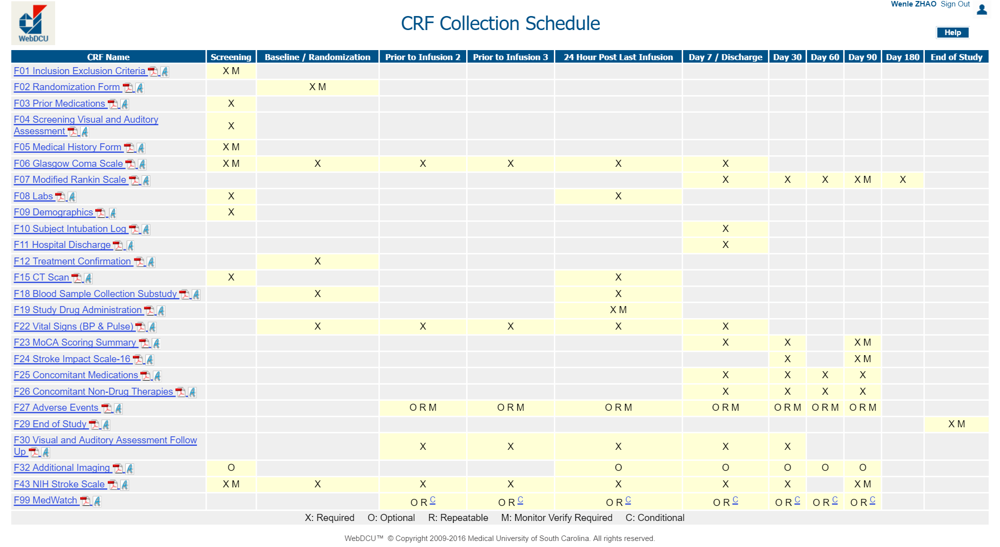 Wenle ZHAO Sign Out
WebDCU
CRF Collection Schedule
Help
CRF Name Screening Baseline / Randomization Prior to Infusion 2 Prior to Infusion 3 24 Hour Post Last Infusion Day 7 / Discharge Day 30 Day 60 Day 90 Day 180 End of Study
F01 Inclusion Exclusion Criteria X M
F02 Randomization Form X M
F03 Prior Medications X
F04 Screening Visual and Auditory
Assessment X
F05 Medical History Form X M
F06 Glasgow Coma Scale X M X X X X X
F07 Modified Rankin Scale X X X X M X
F08 Labs X X
F09 Demographics X
F10 Subject Intubation Log X
F11 Hospital Discharge X
F12 Treatment Confirmation X
F15 CT Scan X X
F18 Blood Sample Collection Substudy X X
F19 Study Drug Administration X M
F22 Vital Signs (BP & Pulse) X X X X X
F23 MoCA Scoring Summary X X X M
F24 Stroke Impact Scale-16 X X M
F25 Concomitant Medications X X X X
F26 Concomitant Non-Drug Therapies X X X X
F27 Adverse Events O R M O R M O R M O R M O R M O R M O R M
F29 End of Study X M
F30 Visual and Auditory Assessment Follow
Up X X X X X
F32 Additional Imaging O O O O O O
F43 NIH Stroke Scale X M X X X X X X X M
F99 MedWatch O R C O R C O R C O R C O R C O R C O R C
X: Required O: Optional R: Repeatable M: Monitor Verify Required C: Conditional
WebDCU™ © Copyright 2009-2016 Medical University of South Carolina. All rights reserved.